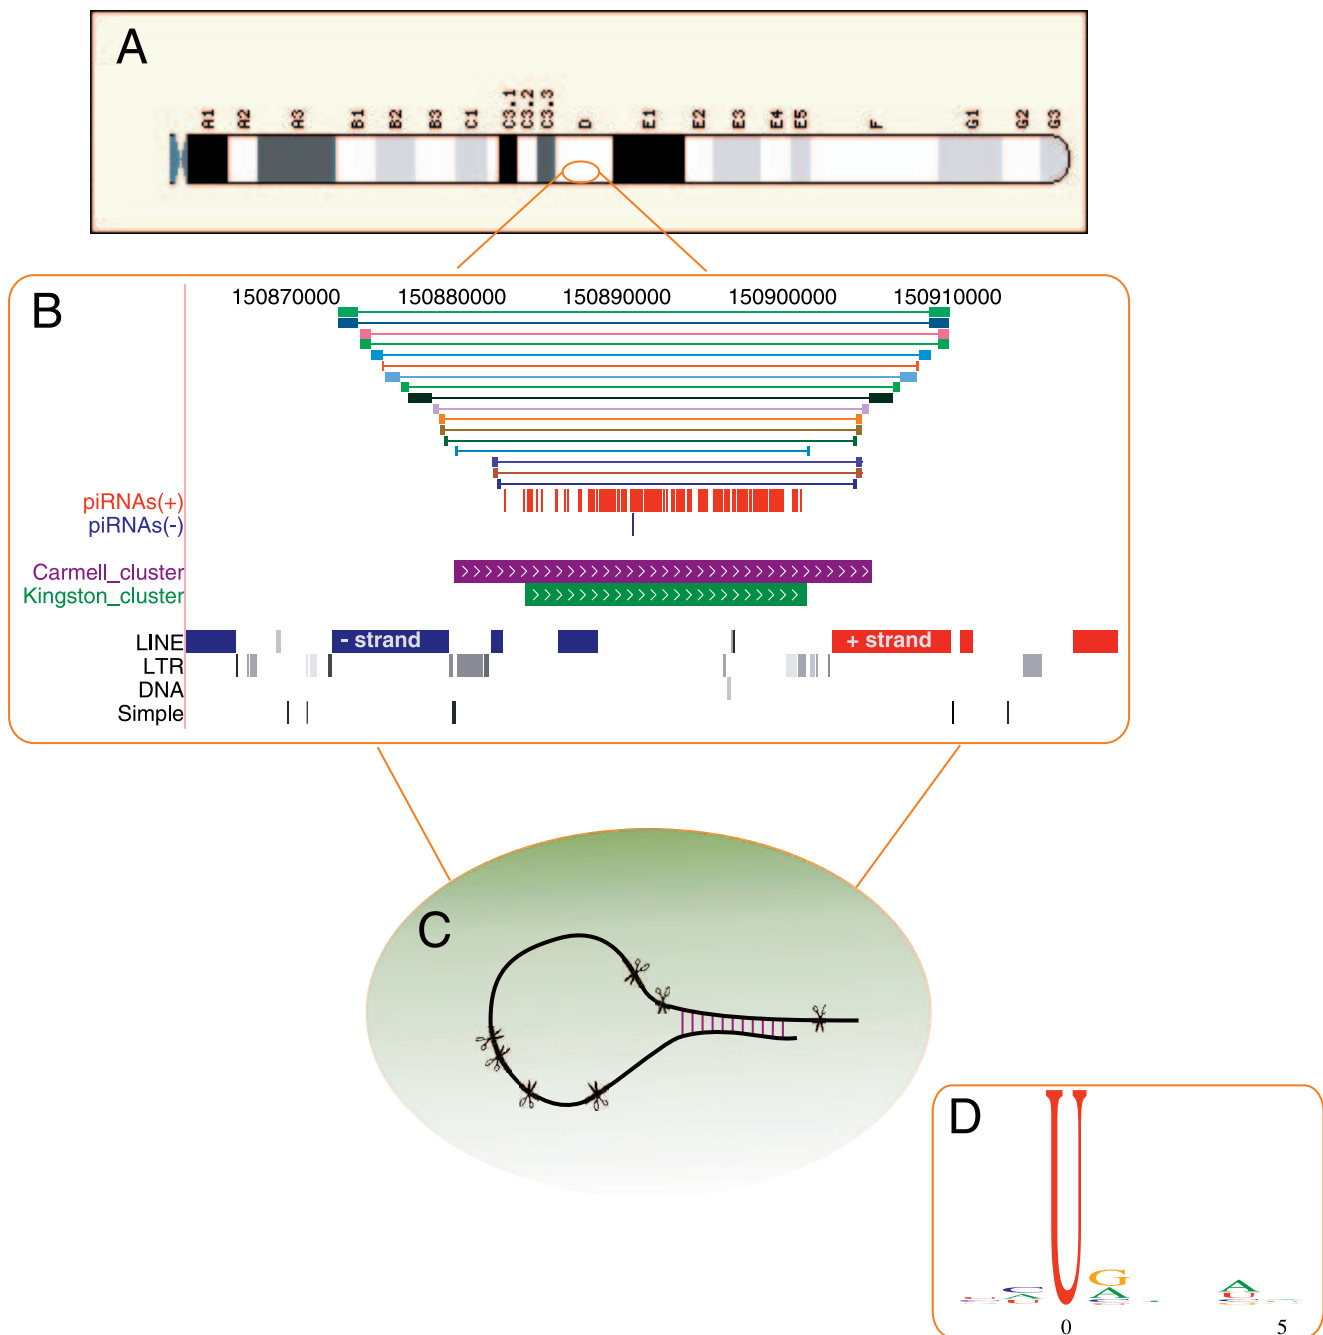 A
A1 A2 A3 B1 B2 B3 C1 C3.1 C3.2 C3.3 D E1 E2 E3 E4 E5 F G1 G2 G3
B
150870000 150880000 150890000 150900000 150910000
piRNAs(+)
piRNAs(-)
Carmell_cluster
Kingston_cluster
LINE - strand + strand
LTR
DNA
Simple
C
D
U
G
C A A
A U C U
U G C G
0 5